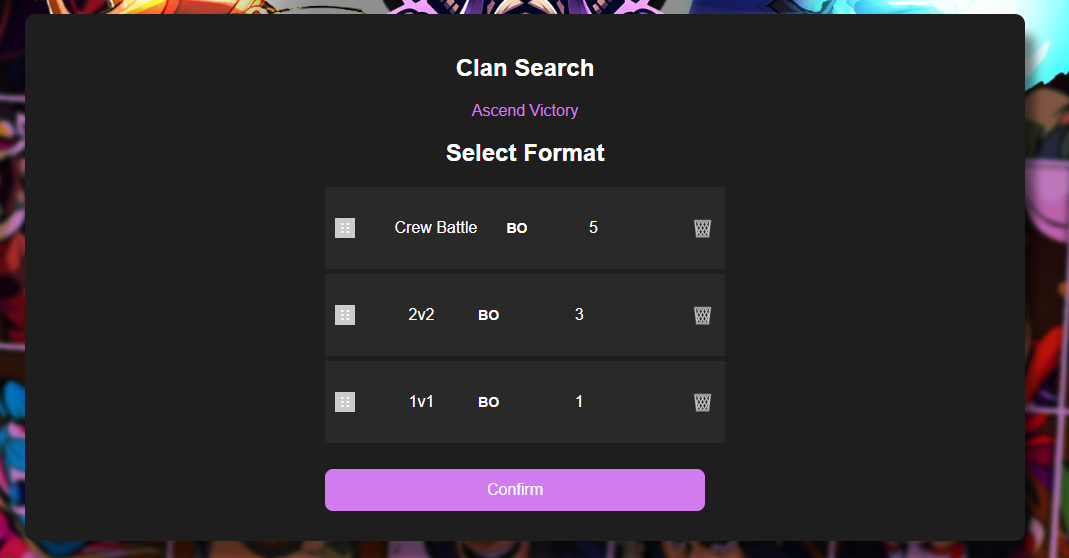 Clan Search
Ascend Victory
Select Format
Crew Battle BO 5
2v2 BO 3
1v1 BO 1
Confirm